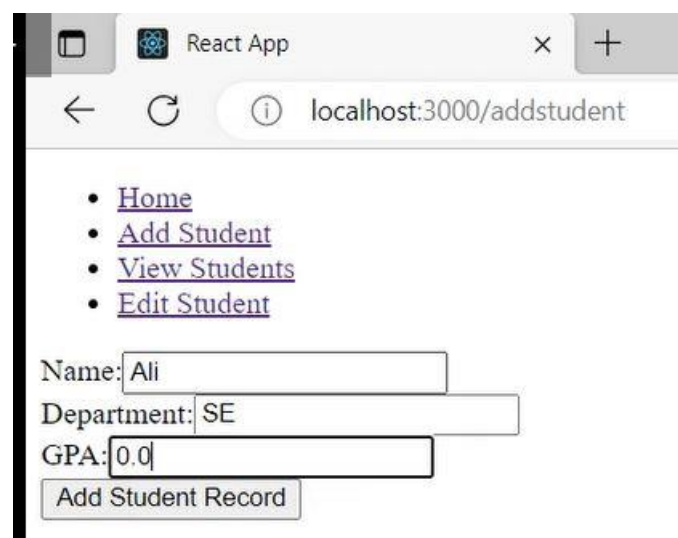 React App
localhost:3000/addstudent
Home
Add Student
View Students
Edit Student
Name: Ali
Department: SE
GPA: 0.0
Add Student Record